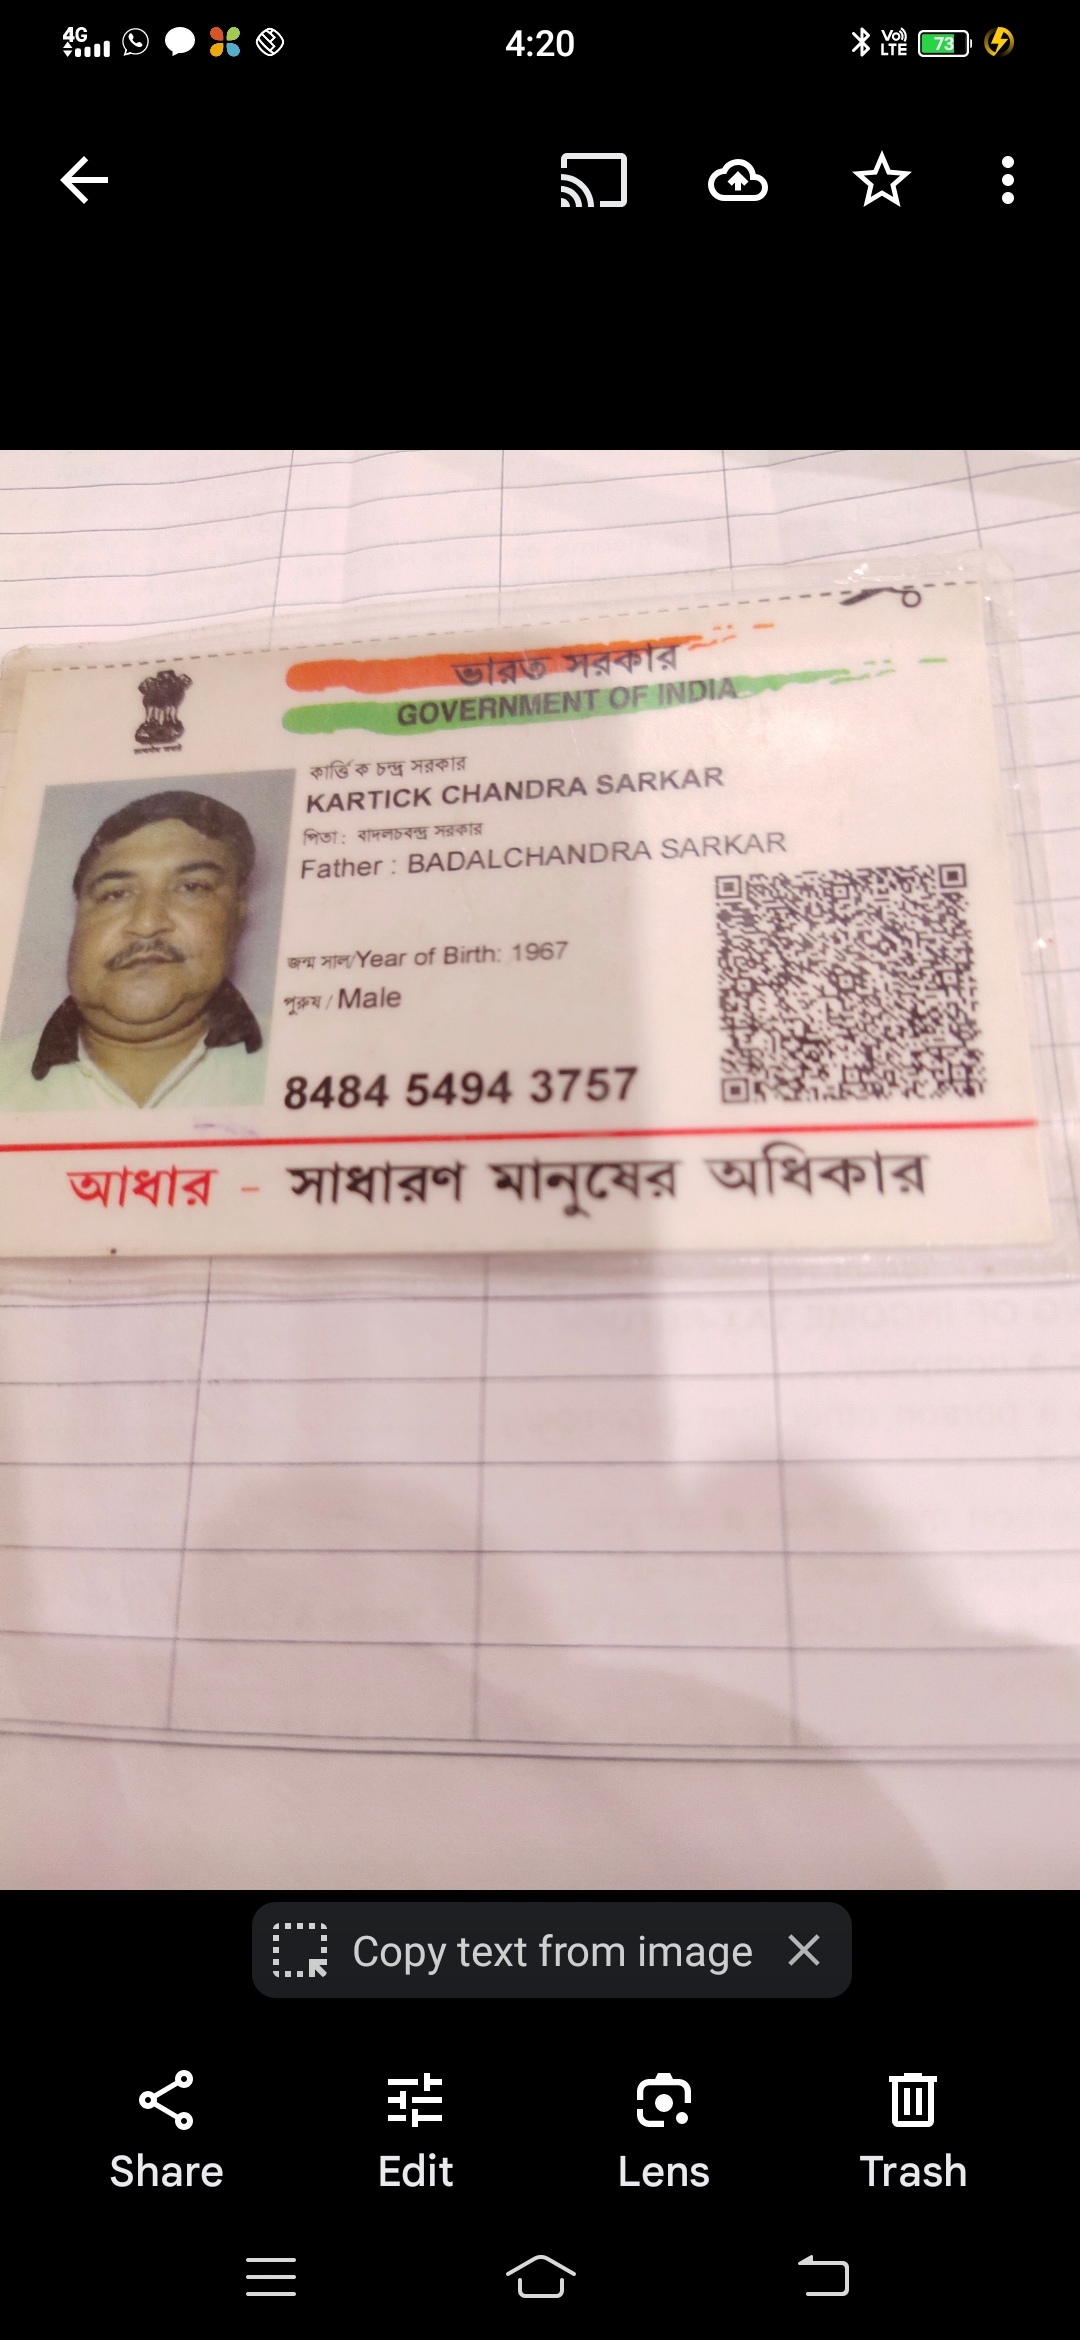 4G
4:20
Vo)) LTE
73
ভারত সরকার
GOVERNMENT OF INDIA
কার্ত্তিক চন্দ্র সরকার
KARTICK CHANDRA SARKAR
পিতা : বাদলচবন্দ্র সরকার
Father : BADALCHANDRA SARKAR
জন্ম সাল/Year of Birth: 1967
পুরুষ / Male
8484 5494 3757
আধার - সাধারণ মানুষের অধিকার
Copy text from image
Share
Edit
Lens
Trash